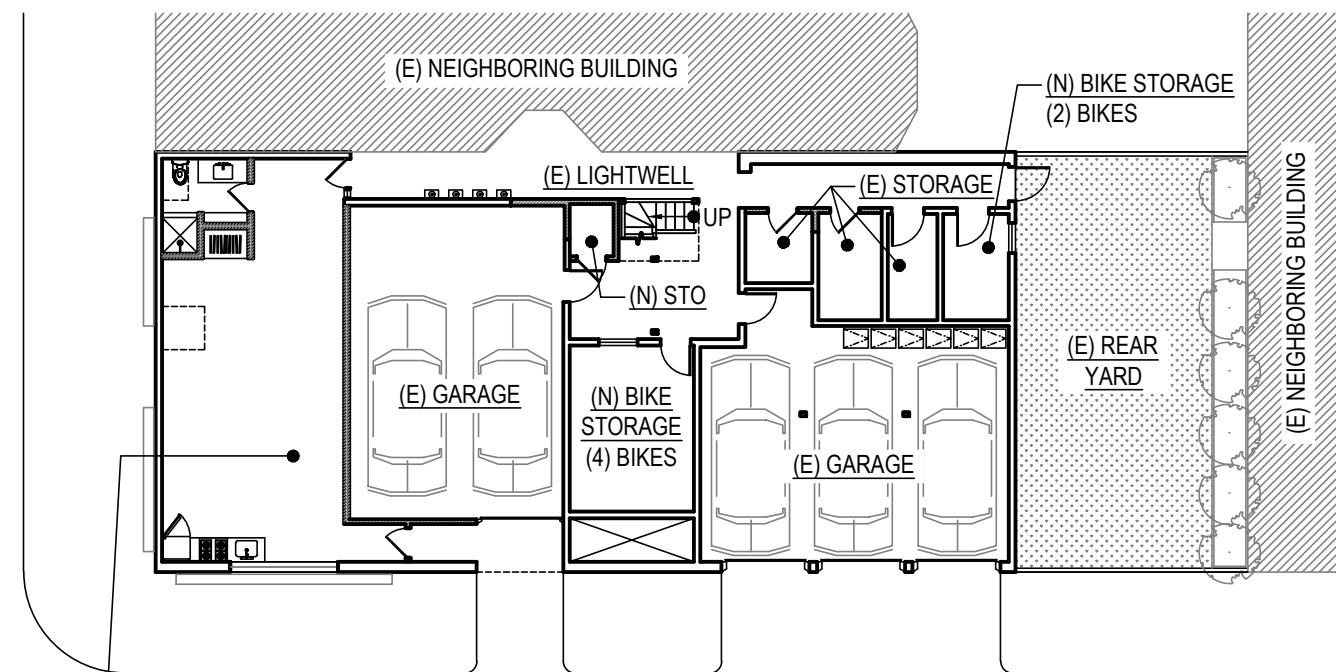 (E) NEIGHBORING BUILDING
(N) BIKE STORAGE
(2) BIKES
(E) LIGHTWELL
(E) STORAGE
UP
(N) STO
(E) GARAGE
(N) BIKE
STORAGE
(4) BIKES
(E) GARAGE
(E) REAR
YARD
(E) NEIGHBORING BUILDING